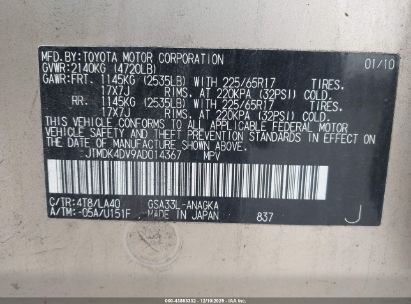 MFD. BY: TOYOTA MOTOR CORPORATION 01/10
GVWR: 2140KG (4720LB)
GAWR: FRT. 1145KG (2535LB) WITH 225/65R17 TIRES.
17X7J RIMS, AT 220KPA (32PSI) COLD.
RR. 1145KG (2535LB) WITH 225/65R17 TIRES.
17X7J RIMS, AT 220KPA (32PSI) COLD.
THIS VEHICLE CONFORMS TO ALL APPLICABLE FEDERAL MOTOR
VEHICLE SAFETY AND BUMPER STANDARDS IN EFFECT ON
THE DATE OF MANUFACTURE SHOWN ABOVE.
JTMDK4DV9AD014367 MPV
C/TR: 4T8/LA40 GSA33L-ANAGKA
A/TM: -05A/U151F MADE IN JAPAN 837 J